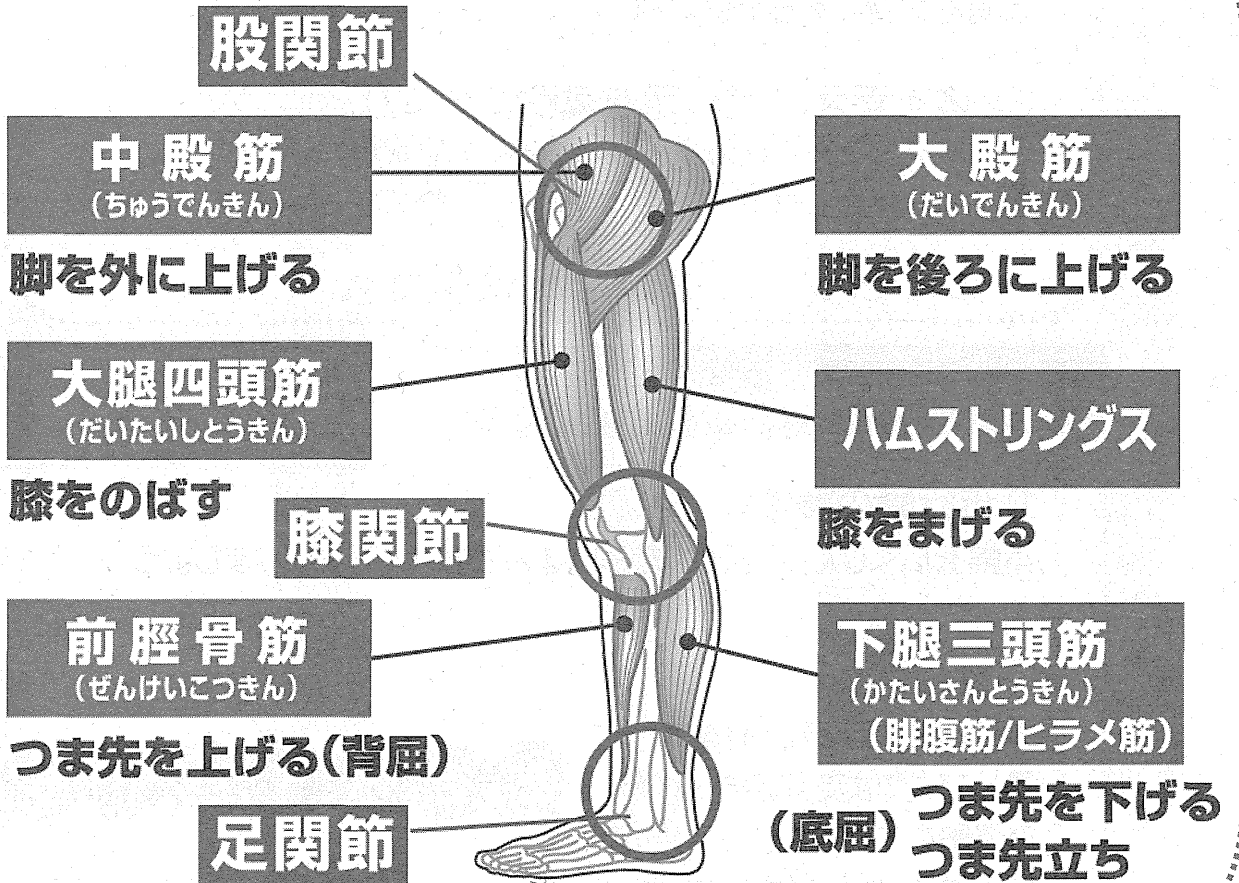 股関節
中殿筋
(ちゅうでんきん)
脚を外に上げる
大殿筋
(だいでんきん)
脚を後ろに上げる
大腿四頭筋
(だいたいしとうきん)
膝をのばす
ハムストリングス
膝をまげる
膝関節
前脛骨筋
(ぜんけいこつきん)
つま先を上げる(背屈)
下腿三頭筋
(かたいさんとうきん)
(腓腹筋/ヒラメ筋)
(底屈)
つま先を下げる
つま先立ち
足関節